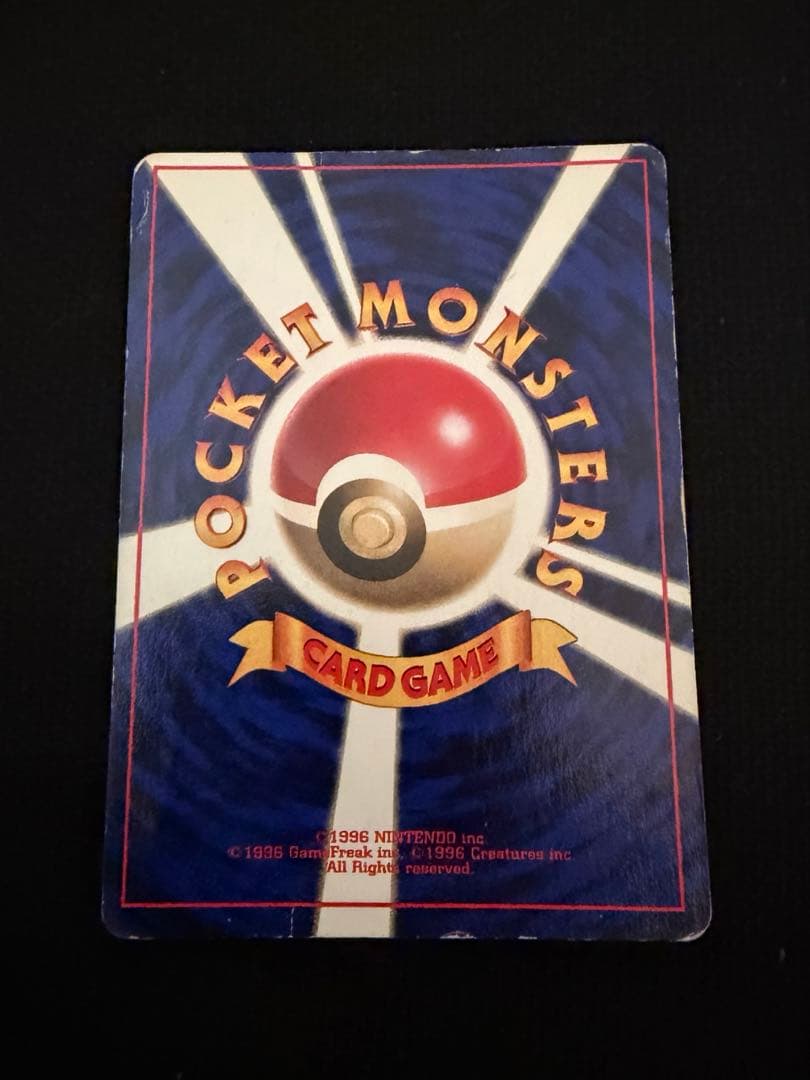 POCKET MONSTERS
CARD GAME
©1996 NINTENDO inc.
©1996 GameFreak inc. ©1996 Creatures inc.
All Rights reserved.